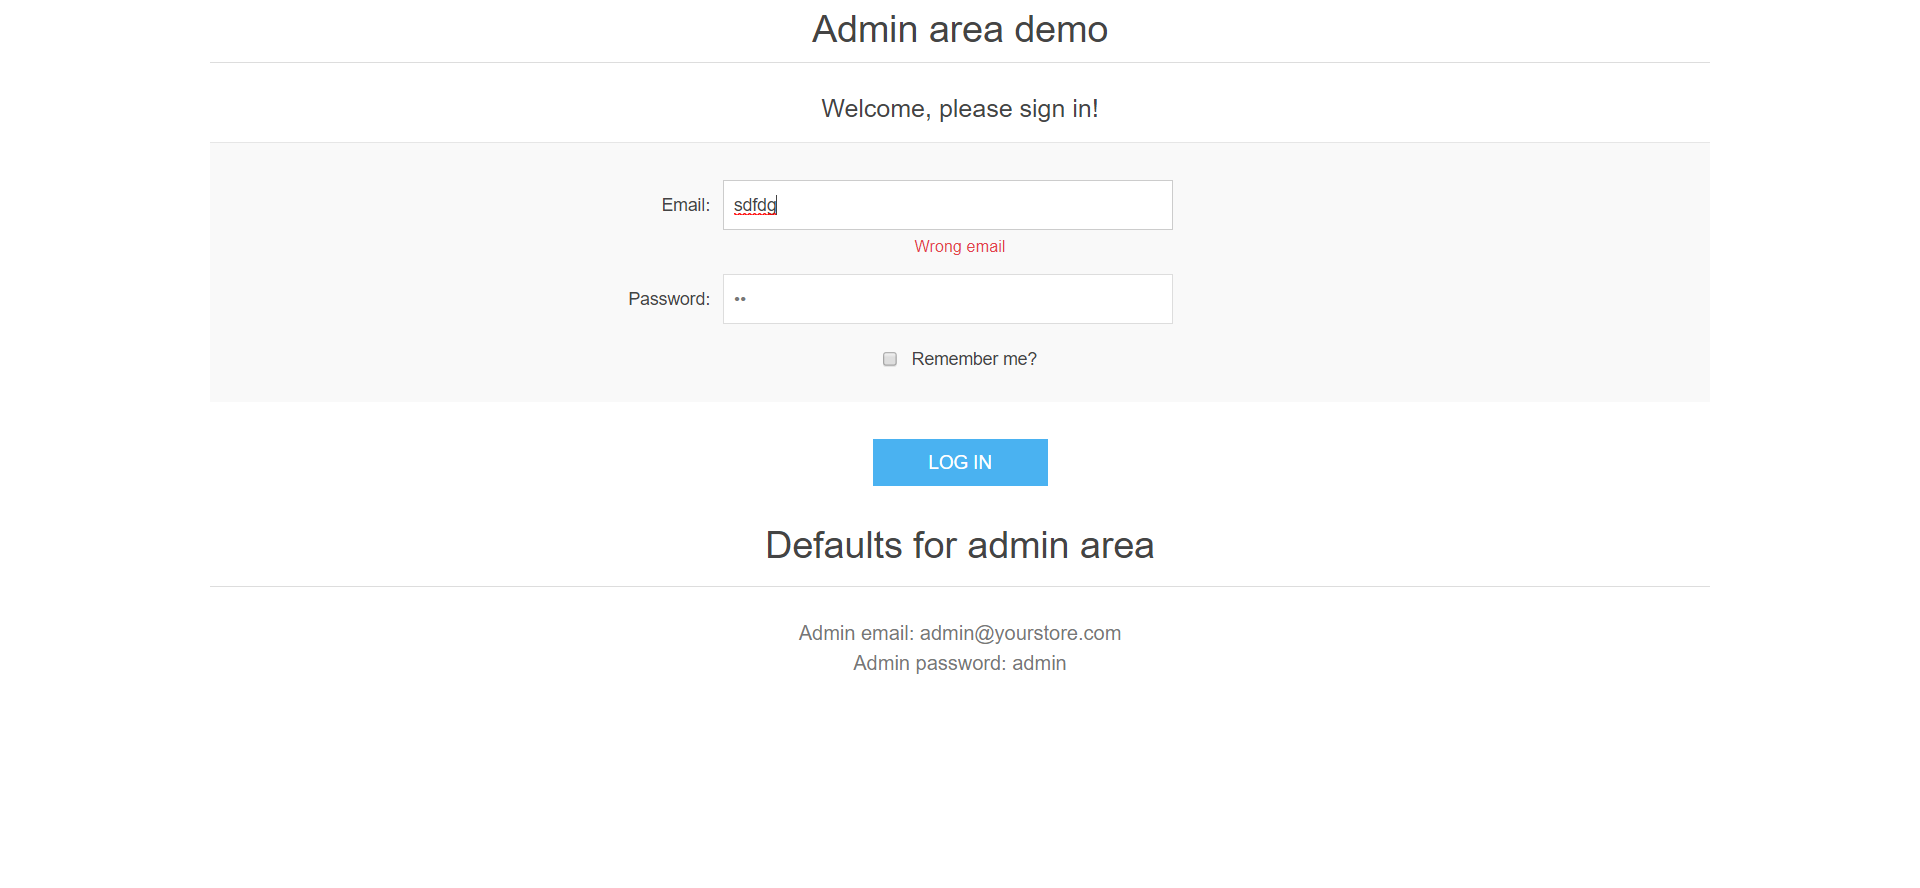 Admin area demo
Welcome, please sign in!
Email: sdfdg
Wrong email
Password: ••
Remember me?
LOG IN
Defaults for admin area
Admin email: admin@yourstore.com
Admin password: admin